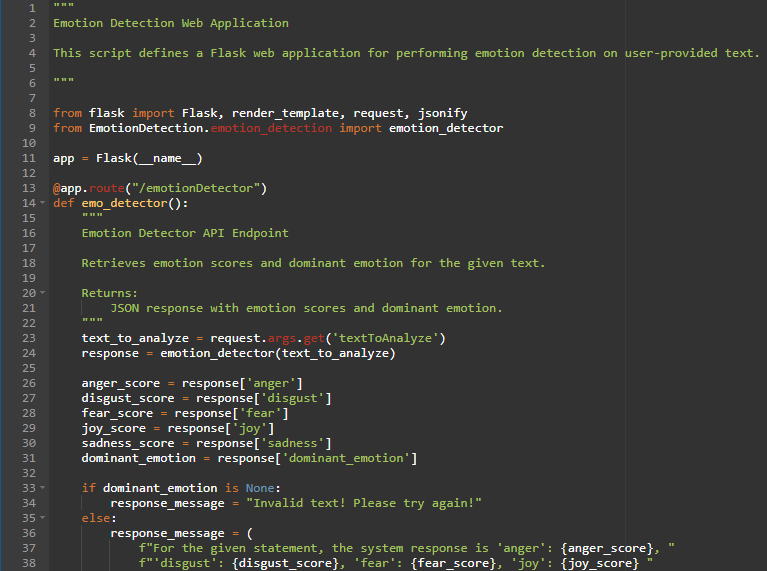 1 """
2 Emotion Detection Web Application
3
4 This script defines a Flask web application for performing emotion detection on user-provided text.
5
6 """
7
8 from flask import Flask, render_template, request, jsonify
9 from EmotionDetection.emotion_detection import emotion_detector
10
11 app = Flask(__name__)
12
13 @app.route("/emotionDetector")
14 def emo_detector():
15     """
16     Emotion Detector API Endpoint
17
18     Retrieves emotion scores and dominant emotion for the given text.
19
20     Returns:
21         JSON response with emotion scores and dominant emotion.
22     """
23     text_to_analyze = request.args.get('textToAnalyze')
24     response = emotion_detector(text_to_analyze)
25
26     anger_score = response['anger']
27     disgust_score = response['disgust']
28     fear_score = response['fear']
29     joy_score = response['joy']
30     sadness_score = response['sadness']
31     dominant_emotion = response['dominant_emotion']
32
33     if dominant_emotion is None:
34         response_message = "Invalid text! Please try again!"
35     else:
36         response_message = (
37             f"For the given statement, the system response is 'anger': {anger_score}, "
38             f"'disgust': {disgust_score}, 'fear': {fear_score}, 'joy': {joy_score} "